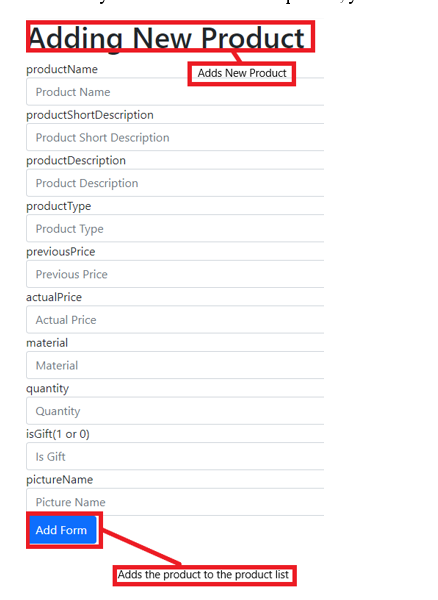 Adding New Product
Adds New Product
productName
Product Name
productShortDescription
Product Short Description
productDescription
Product Description
productType
Product Type
previousPrice
Previous Price
actualPrice
Actual Price
material
Material
quantity
Quantity
isGift(1 or 0)
Is Gift
pictureName
Picture Name
Add Form
Adds the product to the product list